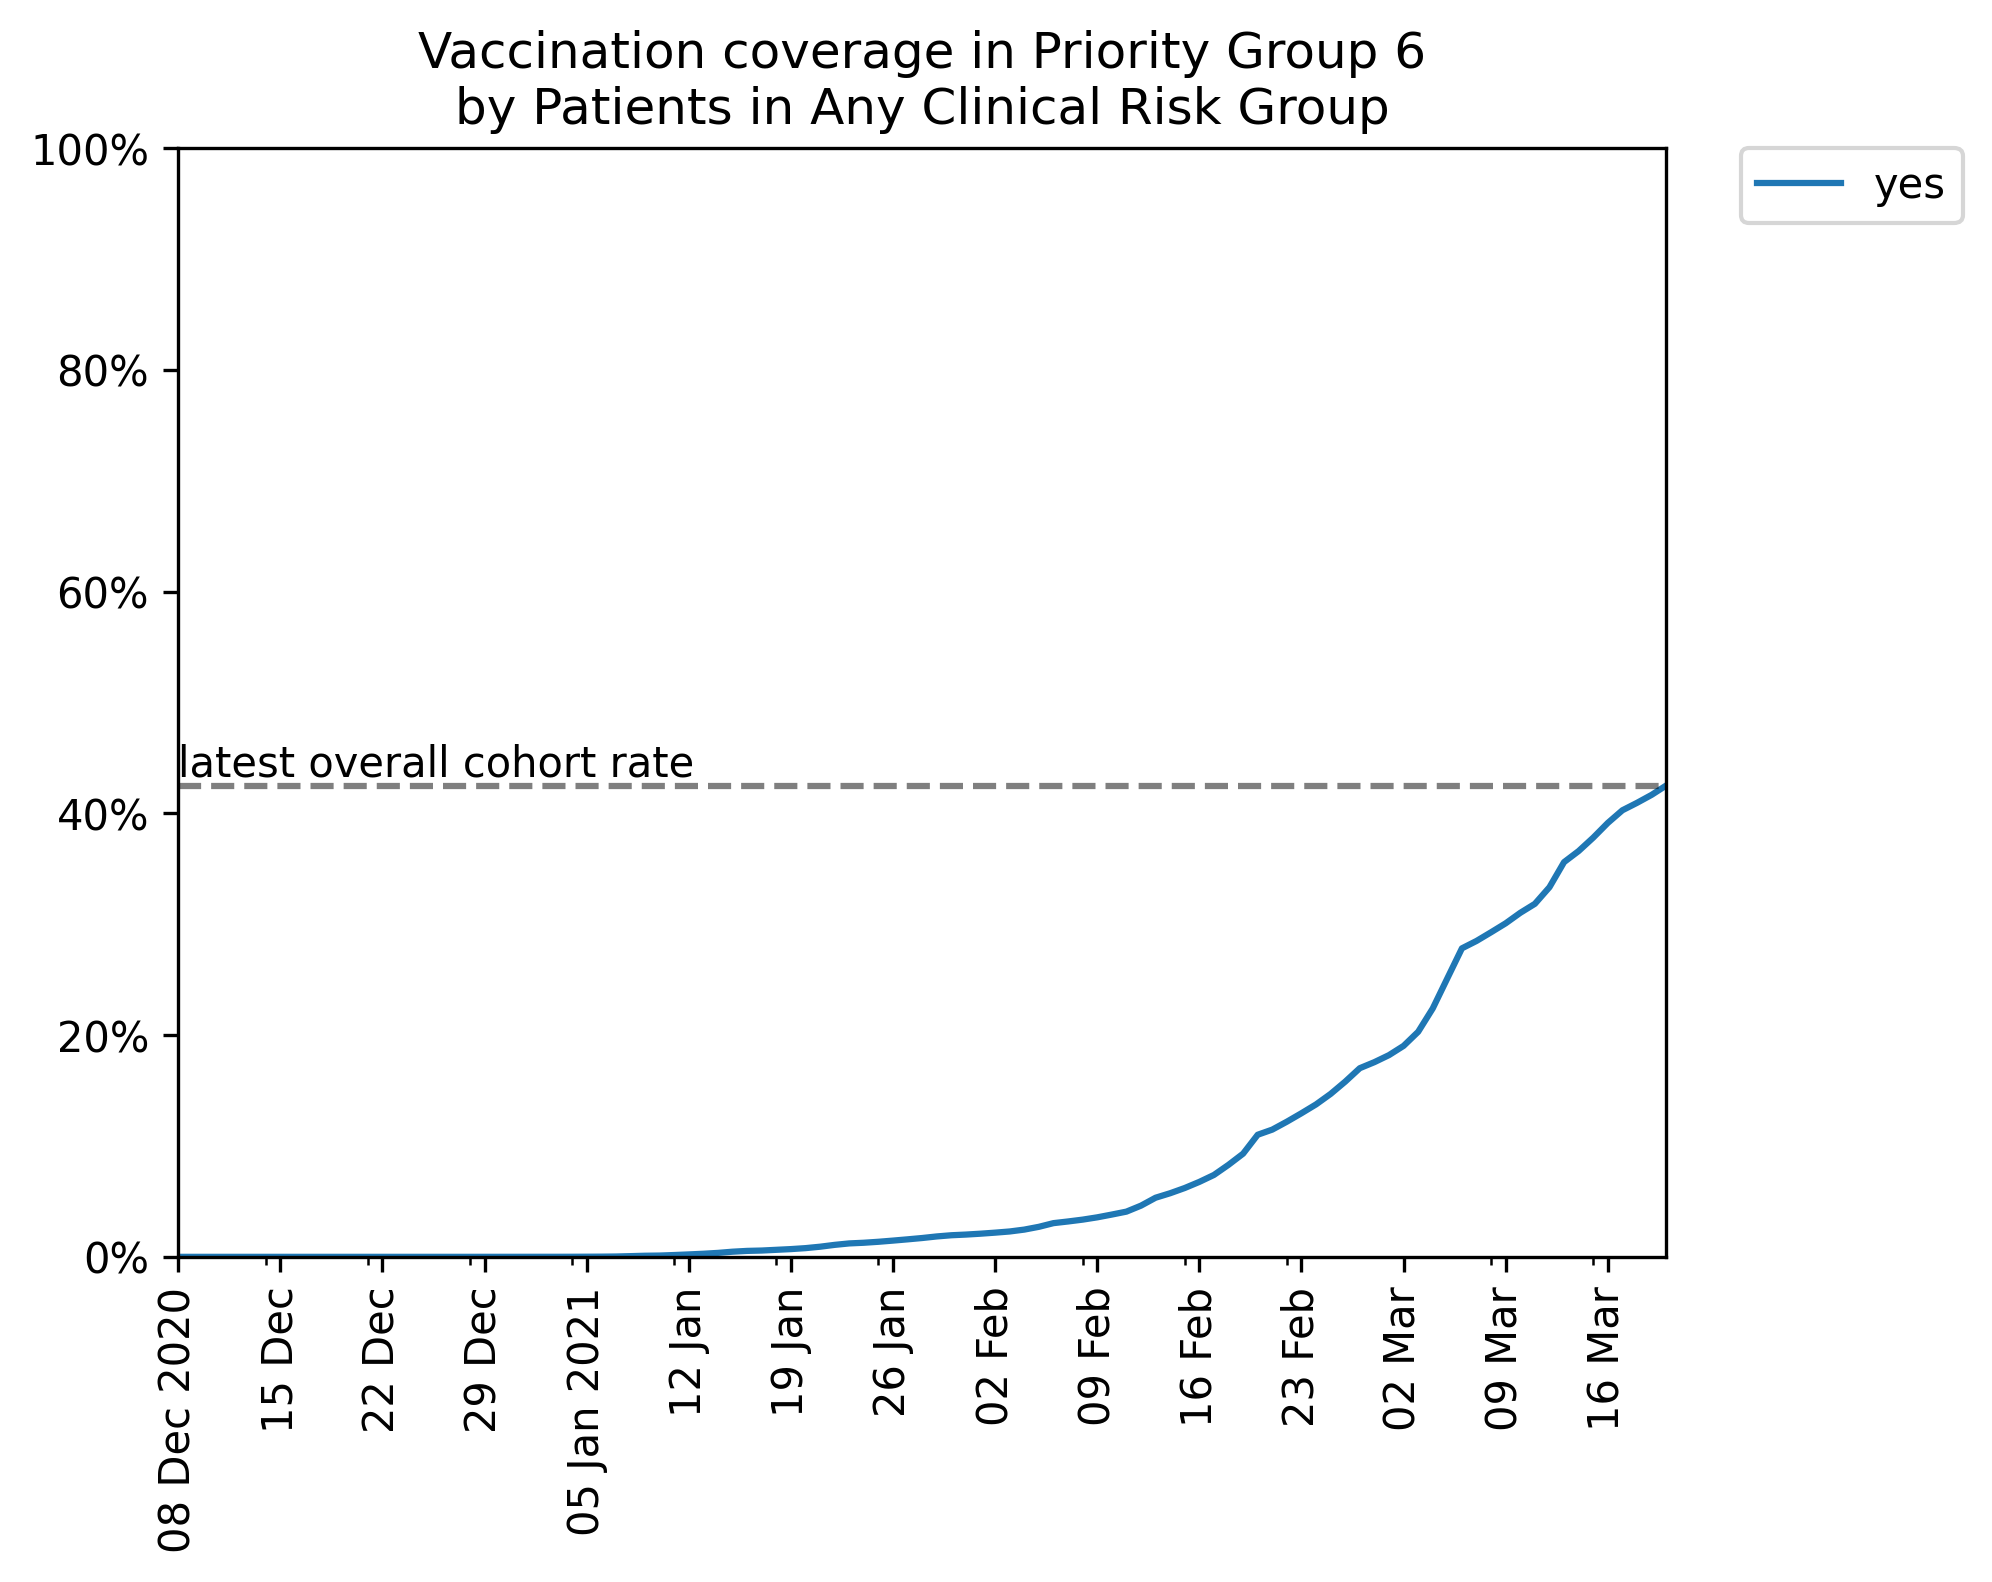 Vaccination coverage in Priority Group 6
by Patients in Any Clinical Risk Group
100%
80%
60%
40%
20%
0%
yes
latest overall cohort rate
08 Dec 2020
15 Dec
22 Dec
29 Dec
05 Jan 2021
12 Jan
19 Jan
26 Jan
02 Feb
09 Feb
16 Feb
23 Feb
02 Mar
09 Mar
16 Mar